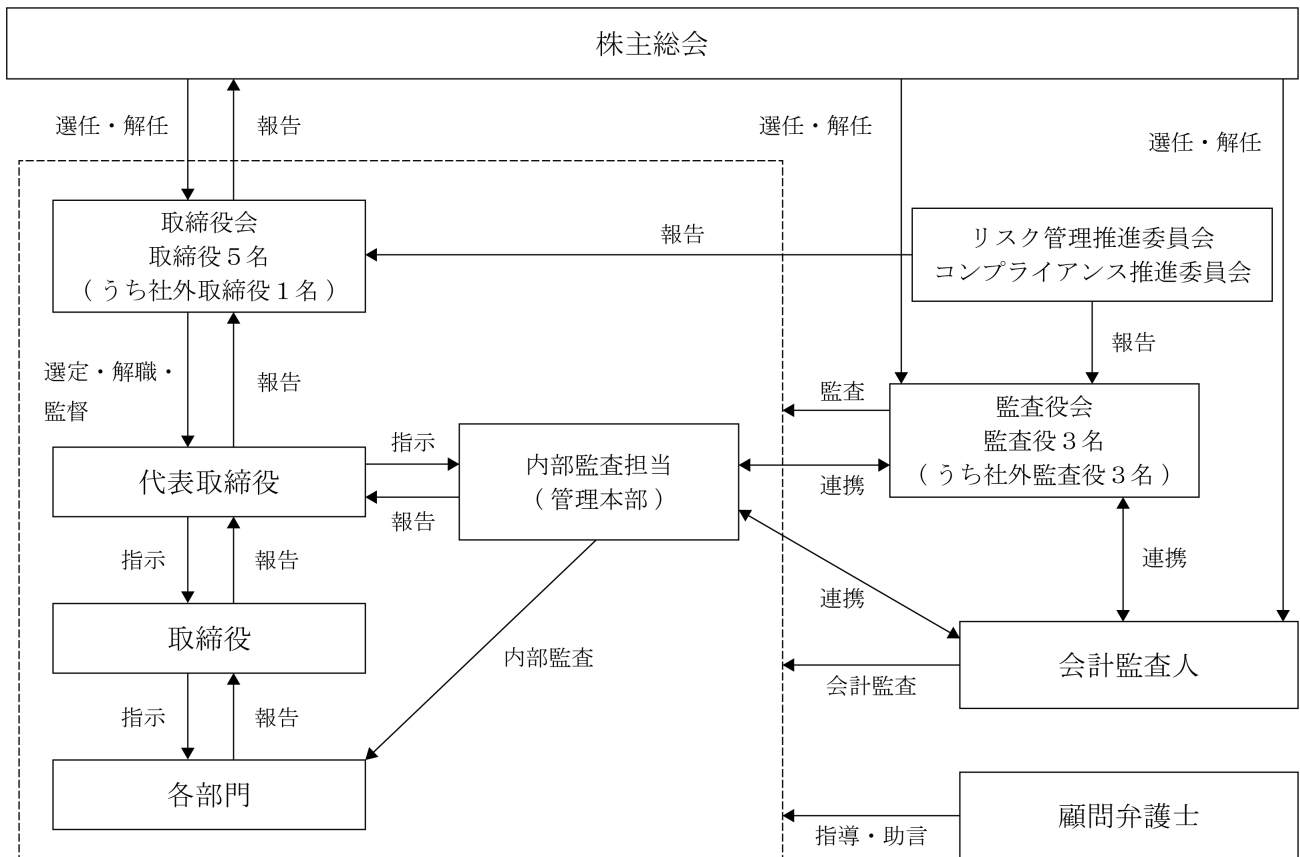 株主総会
選任・解任
報告
選任・解任
選任・解任
取締役会
取締役５名
（うち社外取締役１名）
報告
リスク管理推進委員会
コンプライアンス推進委員会
報告
選定・解職・
監督
報告
監査
監査役会
監査役３名
（うち社外監査役３名）
代表取締役
指示
報告
内部監査担当
（管理本部）
連携
指示
報告
連携
連携
取締役
内部監査
会計監査
会計監査人
指示
報告
各部門
指導・助言
顧問弁護士